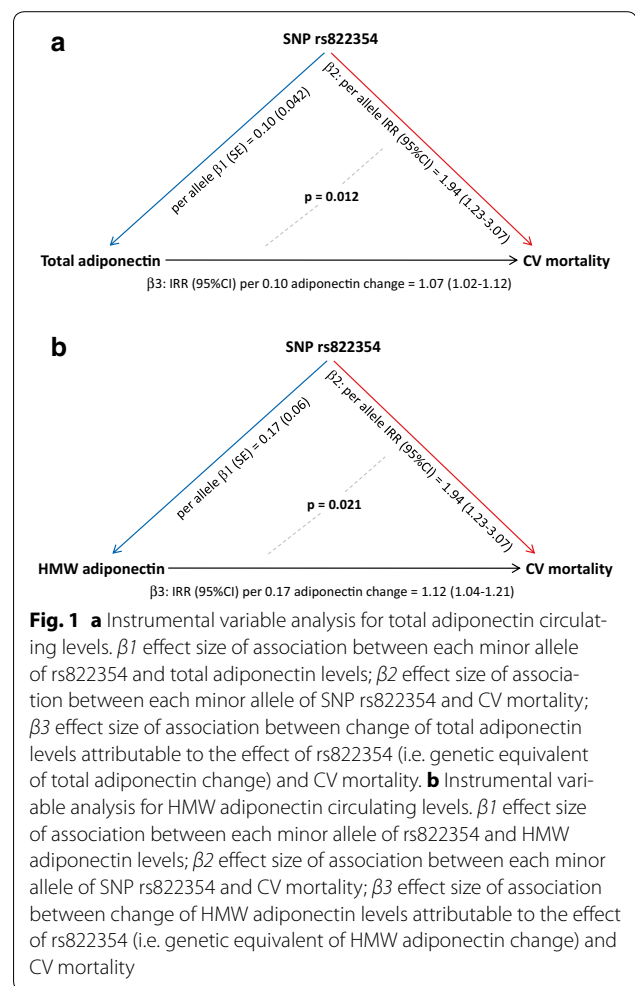 a
SNP rs822354
per allele β1 (SE) = 0.10 (0.042)
β2: per allele IRR (95%CI) = 1.94 (1.23-3.07)
p = 0.012
Total adiponectin
CV mortality
β3: IRR (95%CI) per 0.10 adiponectin change = 1.07 (1.02-1.12)
b
SNP rs822354
per allele β1 (SE) = 0.17 (0.06)
β2: per allele IRR (95%CI) = 1.94 (1.23-3.07)
p = 0.021
HMW adiponectin
CV mortality
β3: IRR (95%CI) per 0.17 adiponectin change = 1.12 (1.04-1.21)
Fig. 1 a Instrumental variable analysis for total adiponectin circulat-
ing levels. β1 effect size of association between each minor allele
of rs822354 and total adiponectin levels; β2 effect size of associa-
tion between each minor allele of SNP rs822354 and CV mortality;
β3 effect size of association between change of total adiponectin
levels attributable to the effect of rs822354 (i.e. genetic equivalent
of total adiponectin change) and CV mortality. b Instrumental vari-
able analysis for HMW adiponectin circulating levels. β1 effect size
of association between each minor allele of rs822354 and HMW
adiponectin levels; β2 effect size of association between each minor
allele of SNP rs822354 and CV mortality; β3 effect size of association
between change of HMW adiponectin levels attributable to the effect
of rs822354 (i.e. genetic equivalent of HMW adiponectin change) and
CV mortality